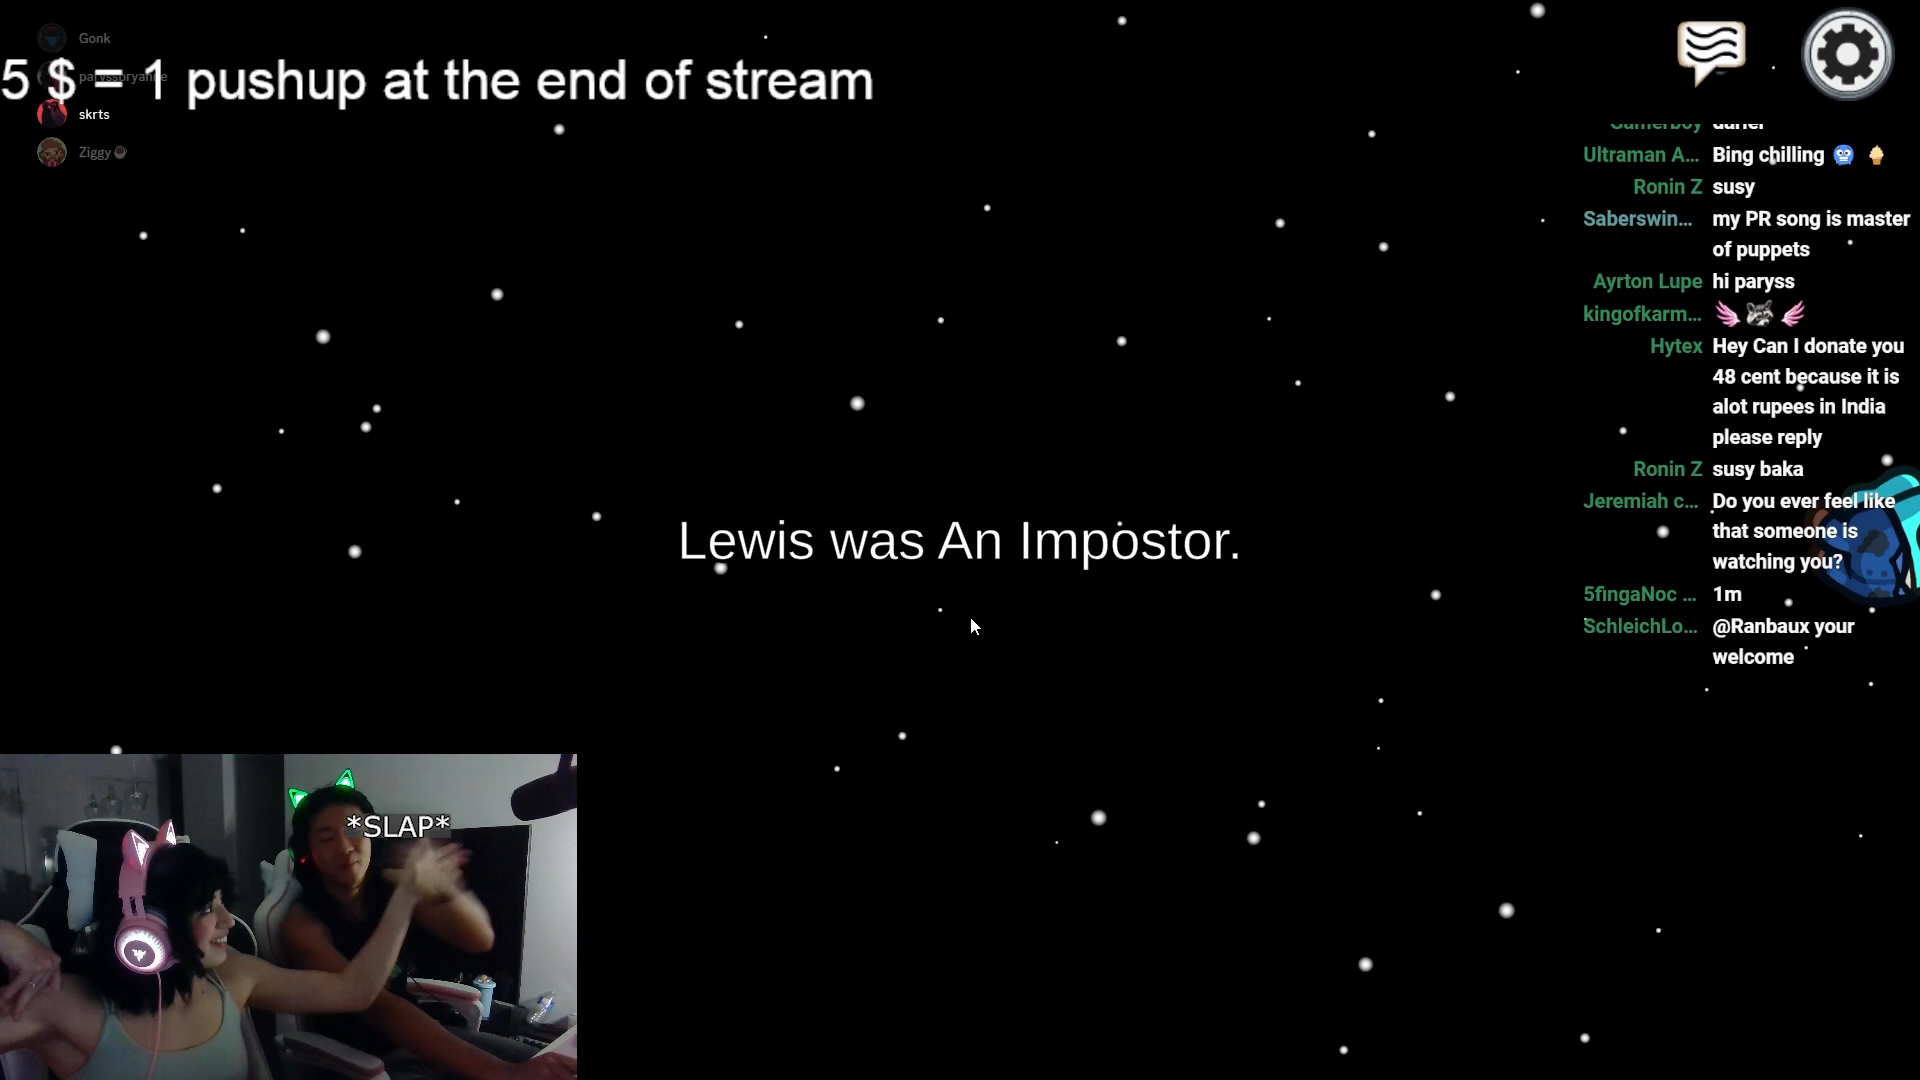 Gonk
paryssbryanne
5 $ = 1 pushup at the end of stream
skrts
Ziggy
Gamerboy
Ultraman A... Bing chilling 🥶 🍦
Ronin Z susy
Saberswin... my PR song is master
of puppets
Ayrton Lupe hi paryss
kingofkarm...
Hytex Hey Can I donate you
48 cent because it is
alot rupees in India
please reply
Ronin Z susy baka
Jeremiah c... Do you ever feel like
that someone is
watching you?
5fingaNoc ... 1m
SchleichLo... @Ranbaux your
welcome
Lewis was An Impostor.
*SLAP*